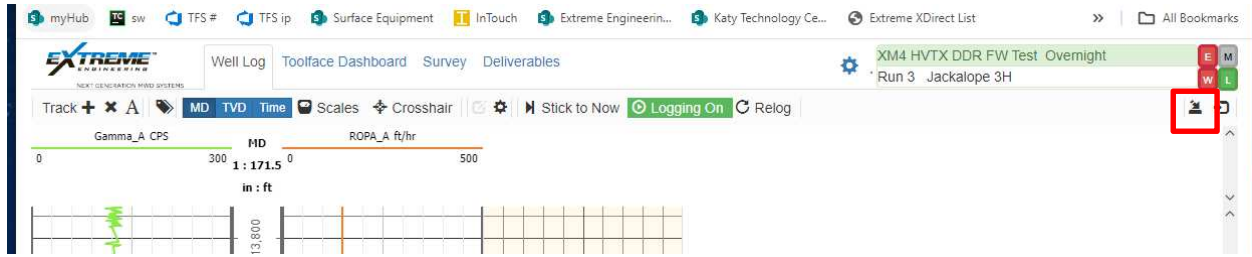 myHub sw TFS # TFS ip Surface Equipment InTouch Extreme Engineerin... Katy Technology Ce... Extreme XDirect List » All Bookmarks
EXTREME™ Well Log Toolface Dashboard Survey Deliverables XM4 HVTX DDR FW Test Overnight E M
ENGINEERING
NEXT GENERATION MWD SYSTEMS Run 3 Jackalope 3H W L
Track A MD TVD Time Scales Crosshair Stick to Now Logging On Relog
Gamma_A CPS MD ROPA_A ft/hr
0 300 1 : 171.5 0 500
in : ft
13,800